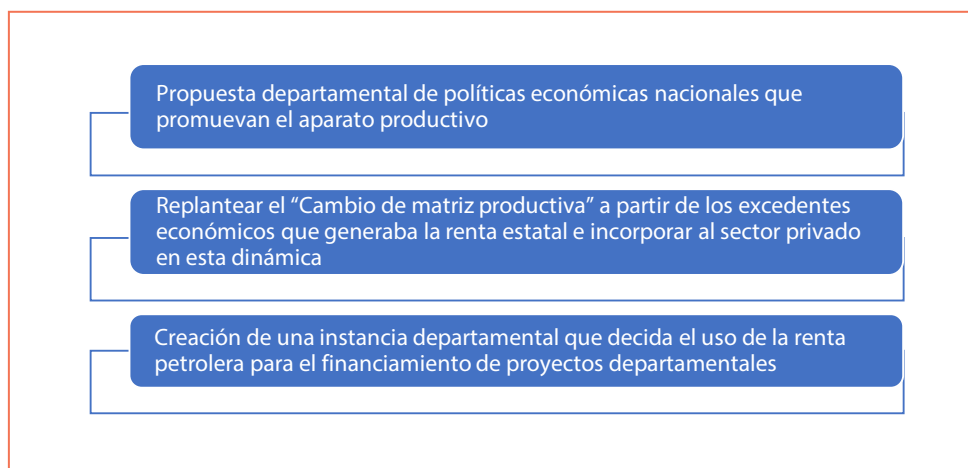 Propuesta departamental de políticas económicas nacionales que
promuevan el aparato productivo
Replantear el “Cambio de matriz productiva” a partir de los excedentes
económicos que generaba la renta estatal e incorporar al sector privado
en esta dinámica
Creación de una instancia departamental que decida el uso de la renta
petrolera para el financiamiento de proyectos departamentales